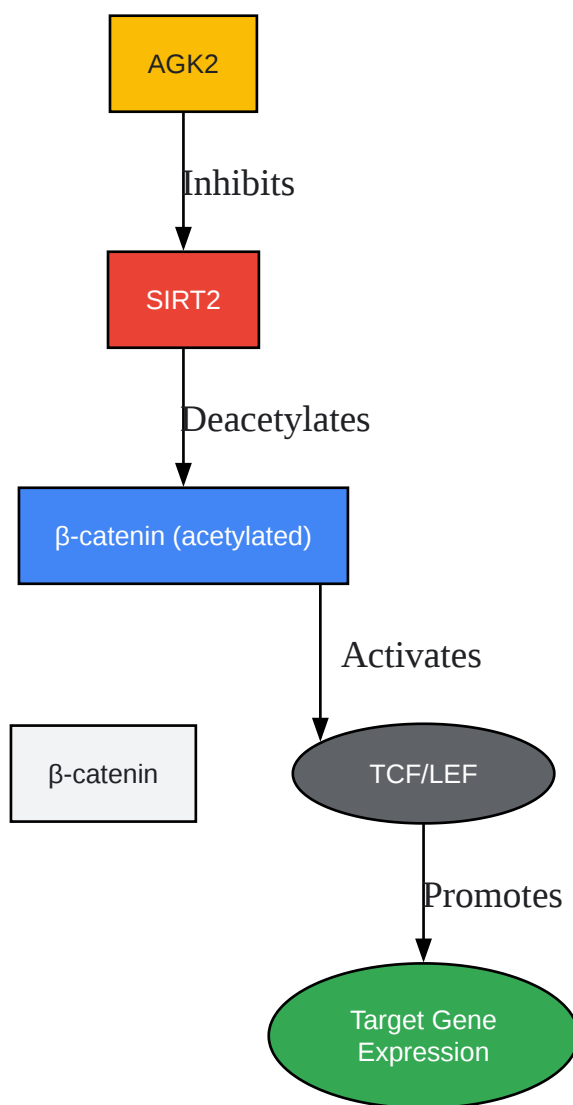 AGK2
Inhibits
SIRT2
Deacetylates
β-catenin (acetylated)
Activates
β-catenin
TCF/LEF
Promotes
Target Gene
Expression